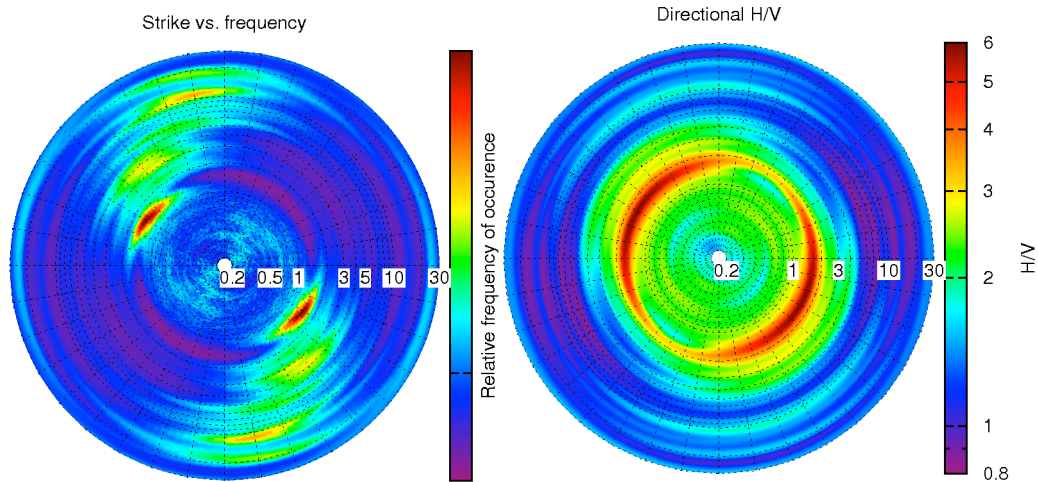 Strike vs. frequency
0.2 0.5 1 3 5 10 30
Relative frequency of occurence
Directional H/V
0.2 1 3 10 30
6
5
4
3
2
1
0.8
H/V